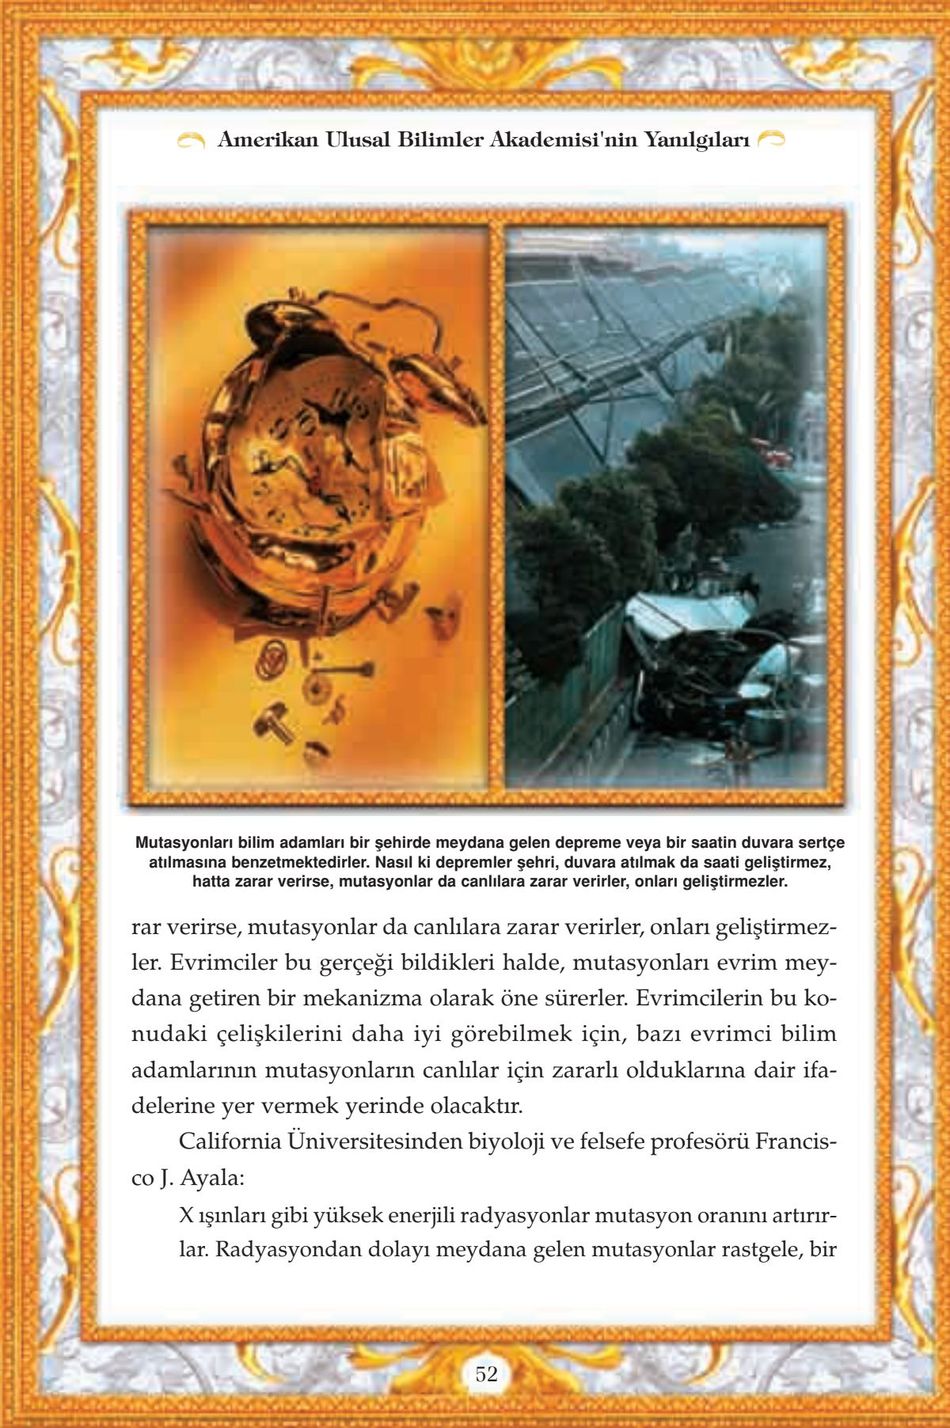 Amerikan Ulusal Bilimler Akademisi'nin Yanılgıları
Mutasyonları bilim adamları bir şehirde meydana gelen depreme veya bir saatin duvara sertçe
atılmasına benzetmektedirler. Nasıl ki depremler şehri, duvara atılmak da saati geliştirmez,
hatta zarar verirse, mutasyonlar da canlılara zarar verirler, onları geliştirmezler.
rar verirse, mutasyonlar da canlılara zarar verirler, onları geliştirmez-
ler. Evrimciler bu gerçeği bildikleri halde, mutasyonları evrim mey-
dana getiren bir mekanizma olarak öne sürerler. Evrimcilerin bu ko-
nudaki çelişkilerini daha iyi görebilmek için, bazı evrimci bilim
adamlarının mutasyonların canlılar için zararlı olduklarına dair ifa-
delerine yer vermek yerinde olacaktır.
California Üniversitesinden biyoloji ve felsefe profesörü Francis-
co J. Ayala:
X ışınları gibi yüksek enerjili radyasyonlar mutasyon oranını artırır-
lar. Radyasyondan dolayı meydana gelen mutasyonlar rastgele, bir
52